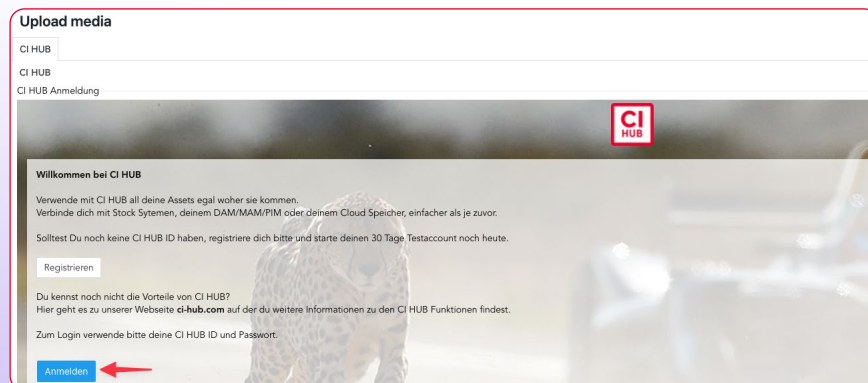 Upload media
CI HUB
CI HUB
CI HUB Anmeldung
CI
HUB
Willkommen bei CI HUB
Verwende mit CI HUB all deine Assets egal woher sie kommen.
Verbinde dich mit Stock Sytemen, deinem DAM/MAM/PIM oder deinem Cloud Speicher, einfacher als je zuvor.
Solltest Du noch keine CI HUB ID haben, registriere dich bitte und starte deinen 30 Tage Testaccount noch heute.
Registrieren
Du kennst noch nicht die Vorteile von CI HUB?
Hier geht es zu unserer Webseite ci-hub.com auf der du weitere Informationen zu den CI HUB Funktionen findest.
Zum Login verwende bitte deine CI HUB ID und Passwort.
Anmelden